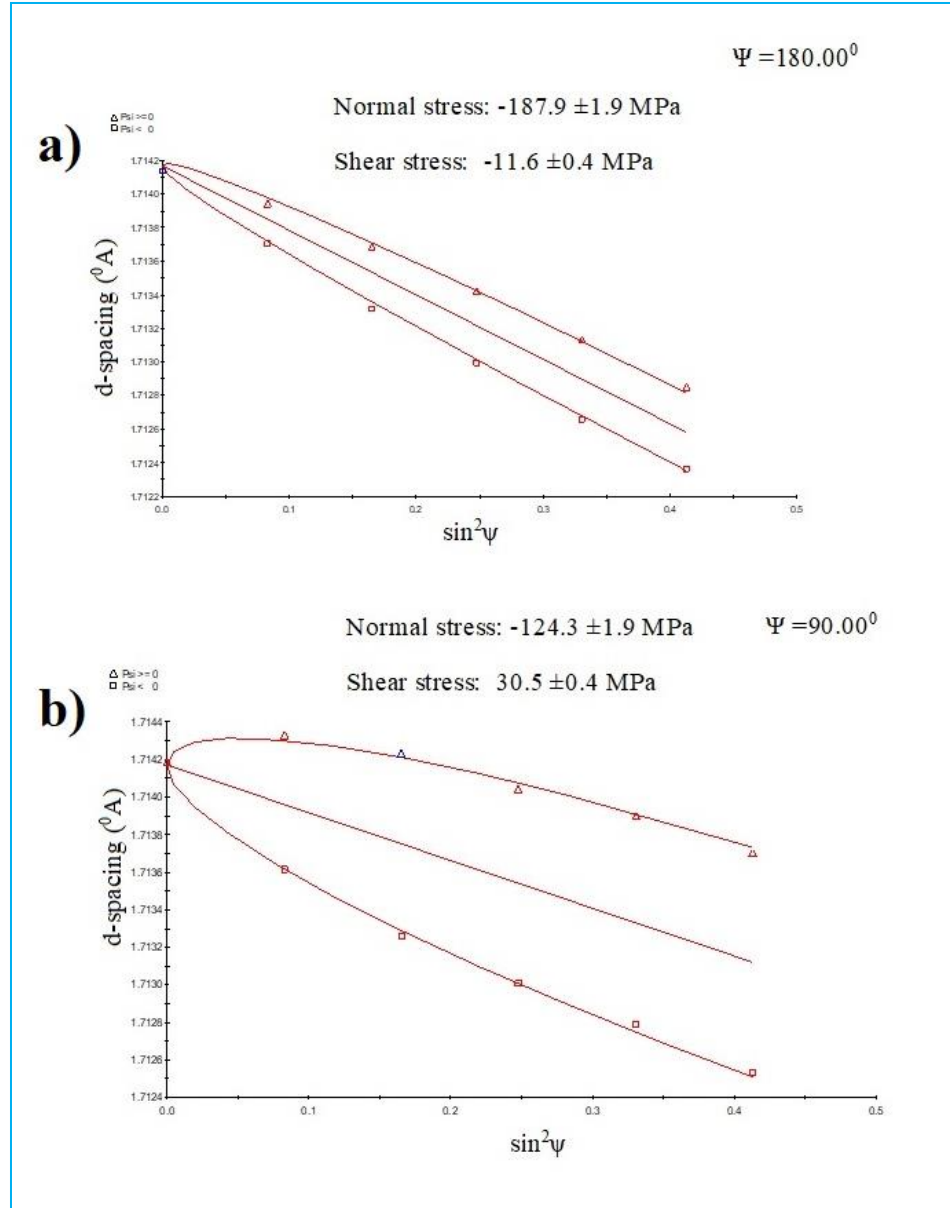 Ψ =180.00⁰
Normal stress: -187.9 ±1.9 MPa
△ Psi >= 0
□ Psi < 0
a)
Shear stress: -11.6 ±0.4 MPa
d-spacing (⁰A)
1.7142
1.7140
1.7138
1.7136
1.7134
1.7132
1.7130
1.7128
1.7126
1.7124
1.7122
0.0 0.1 0.2 0.3 0.4 0.5
sin²ψ
Normal stress: -124.3 ±1.9 MPa Ψ =90.00⁰
△ Psi >= 0
□ Psi < 0
Shear stress: 30.5 ±0.4 MPa
b)
d-spacing (⁰A)
1.7144
1.7142
1.7140
1.7138
1.7136
1.7134
1.7132
1.7130
1.7128
1.7126
1.7124
0.0 0.1 0.2 0.3 0.4 0.5
sin²ψ